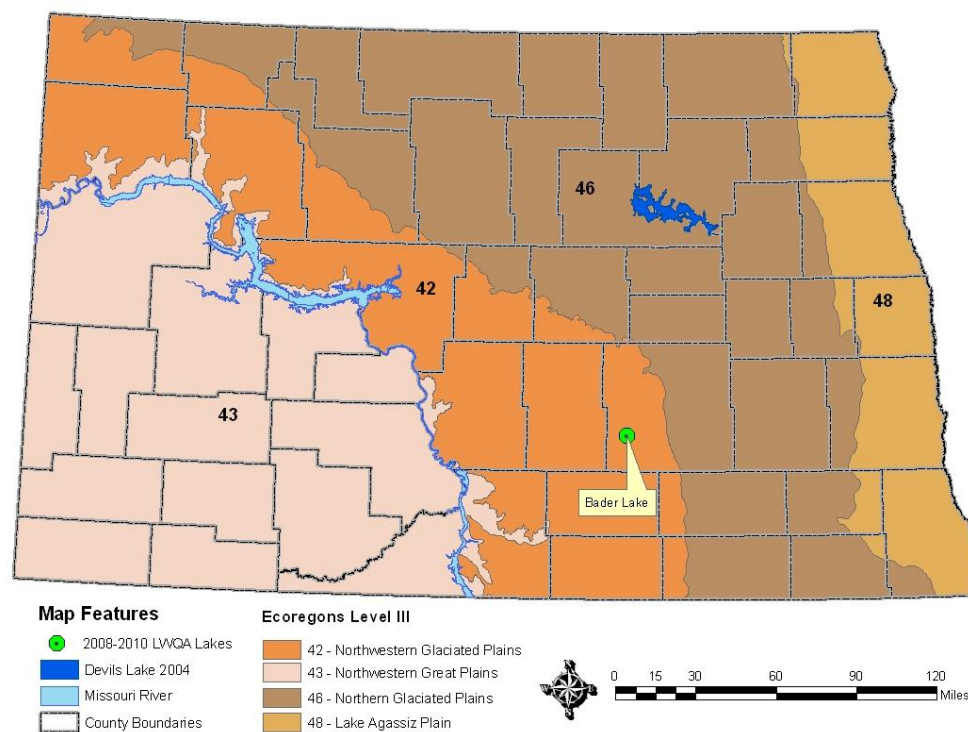 46
42
48
43
Bader Lake
Map Features
2008-2010 LWQA Lakes
Devils Lake 2004
Missouri River
County Boundaries
Ecoregons Level III
42 - Northwestern Glaciated Plains
43 - Northwestern Great Plains
46 - Northern Glaciated Plains
48 - Lake Agassiz Plain
N
S
0 15 30 60 90 120
Miles